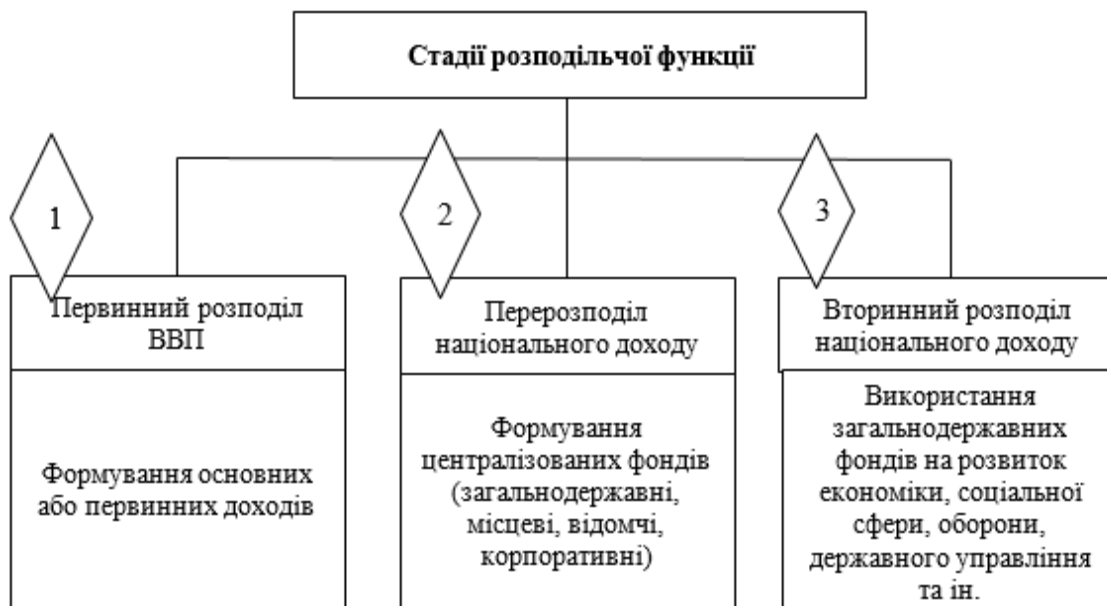 Стадії розподільчої функції
1
Первинний розподіл
ВВП
Формування основних
або первинних доходів
2
Перерозподіл
національного доходу
Формування
централізованих фондів
(загальнодержавні,
місцеві, відомчі,
корпоративні)
3
Вторинний розподіл
національного доходу
Використання
загальнодержавних
фондів на розвиток
економіки, соціальної
сфери, оборони,
державного управління
та ін.